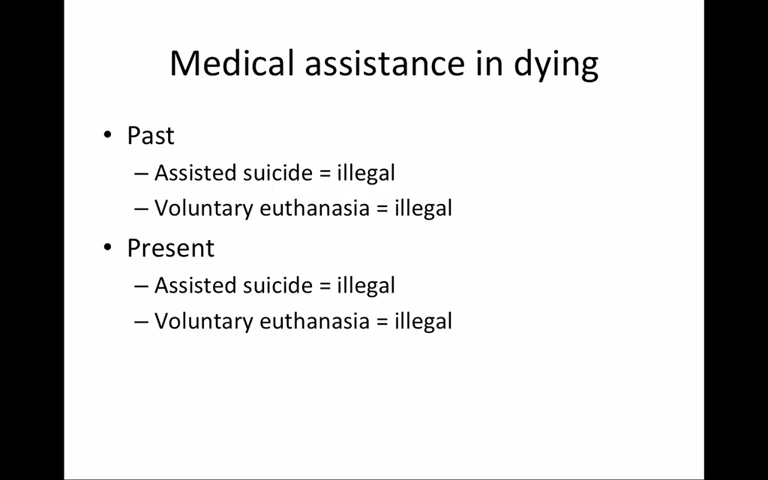 Medical assistance in dying
• Past
– Assisted suicide = illegal
– Voluntary euthanasia = illegal
• Present
– Assisted suicide = illegal
– Voluntary euthanasia = illegal